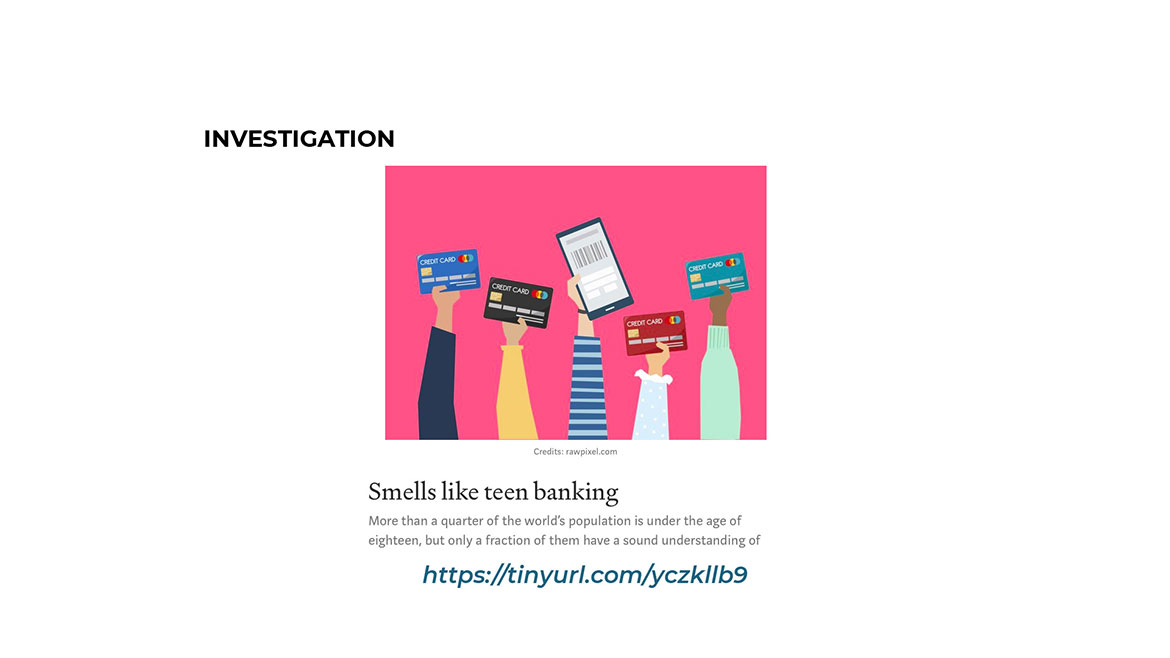 INVESTIGATION
CREDIT CARD
CREDIT CARD
CREDIT CARD
CREDIT CARD
Credits: rawpixel.com
Smells like teen banking
More than a quarter of the world’s population is under the age of
eighteen, but only a fraction of them have a sound understanding of
https://tinyurl.com/yczkllb9